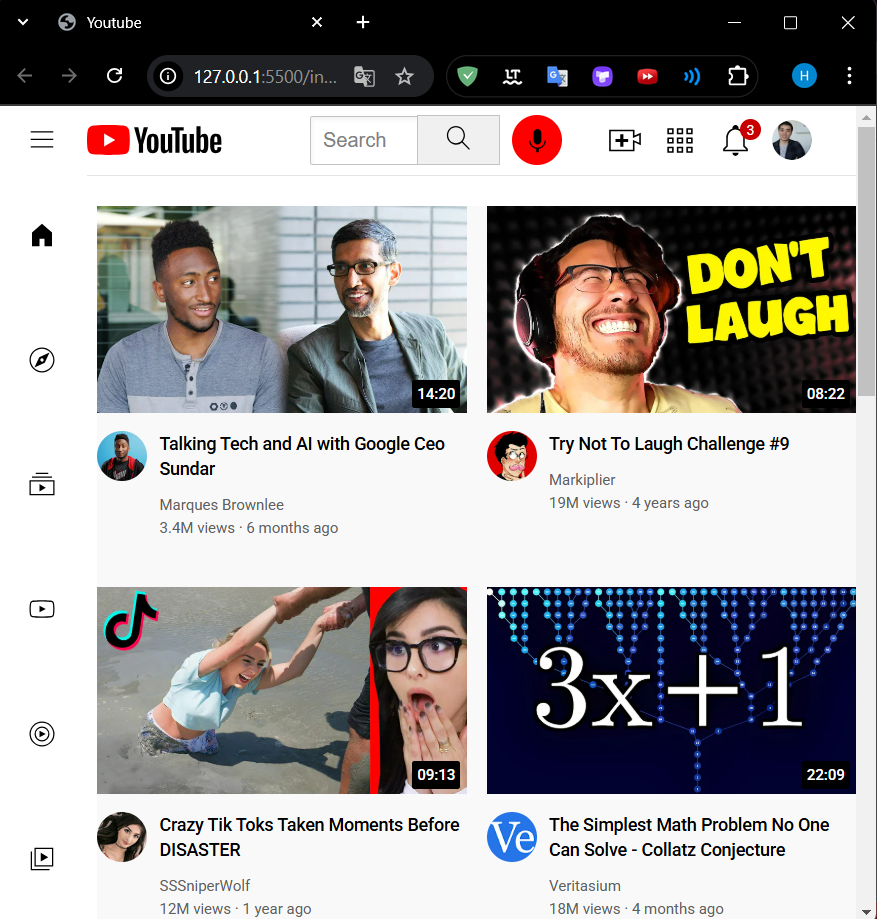 Youtube
127.0.0.1:5500/in...
H
YouTube
Search
3
14:20
DON'T
LAUGH
08:22
Talking Tech and AI with Google Ceo
Sundar
Marques Brownlee
3.4M views · 6 months ago
Try Not To Laugh Challenge #9
Markiplier
19M views · 4 years ago
09:13
3x+1
22:09
Crazy Tik Toks Taken Moments Before
DISASTER
SSSniperWolf
12M views · 1 year ago
Ve
The Simplest Math Problem No One
Can Solve - Collatz Conjecture
Veritasium
18M views · 4 months ago